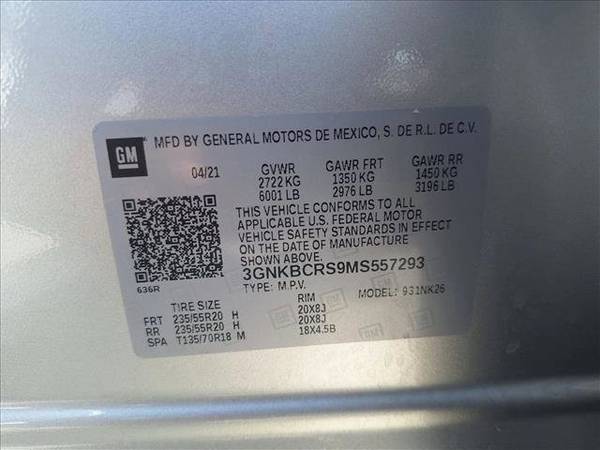 GM
MFD BY GENERAL MOTORS DE MEXICO, S. DE R.L. DE C.V.
04/21 GVWR GAWR FRT GAWR RR
2722 KG 1350 KG 1450 KG
6001 LB 2976 LB 3196 LB
THIS VEHICLE CONFORMS TO ALL
APPLICABLE U.S. FEDERAL MOTOR
VEHICLE SAFETY STANDARDS IN EFFECT
ON THE DATE OF MANUFACTURE
SHOWN ABOVE.
3GNKBCRS9MS557293
636R
TYPE: M.P.V. MODEL: 931NK26
TIRE SIZE RIM
FRT 235/55R20 H 20X8J
RR 235/55R20 H 20X8J
SPA T135/70R18 M 18X4.5B